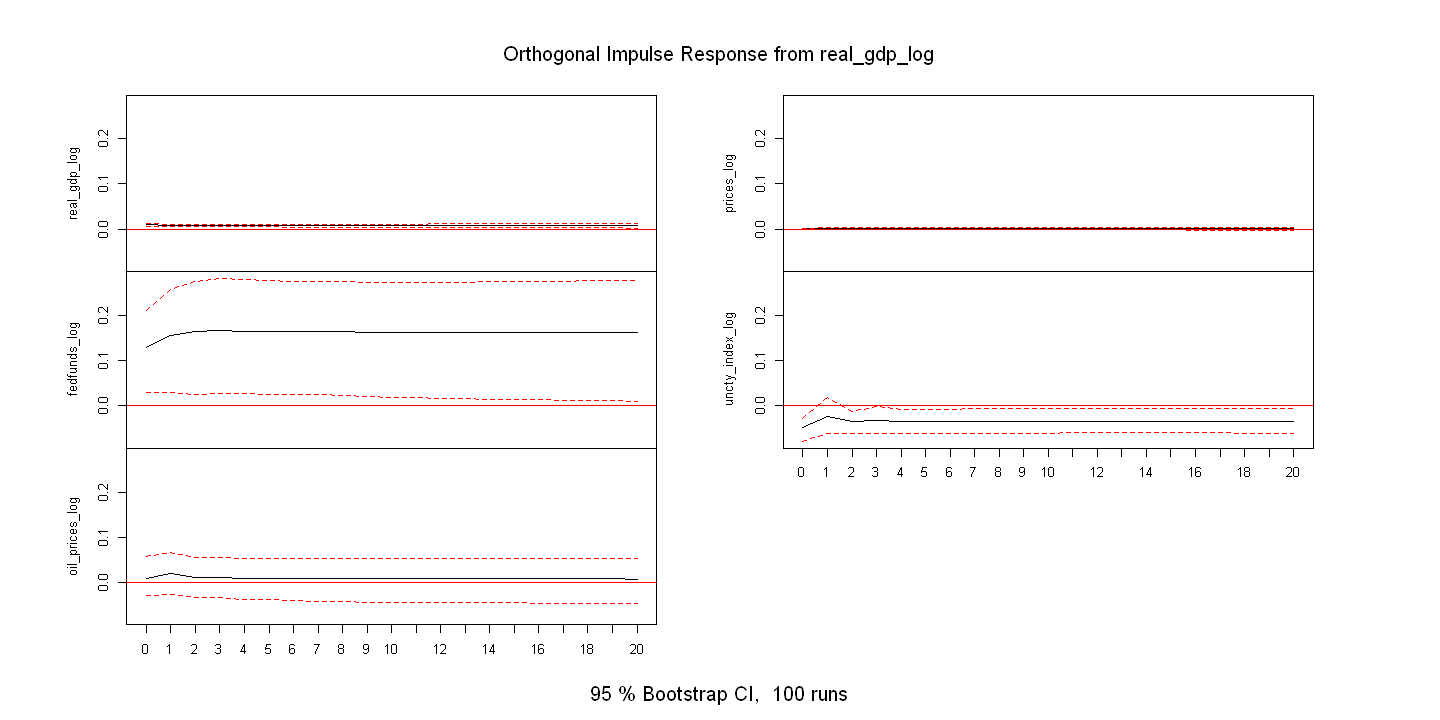 Orthogonal Impulse Response from real_gdp_log
real_gdp_log
0.0 0.1 0.2
fedfunds_log
0.0 0.1 0.2
oil_prices_log
0.0 0.1 0.2
0 1 2 3 4 5 6 7 8 9 10 12 14 16 18 20
prices_log
0.0 0.1 0.2
uncty_index_log
0.0 0.1 0.2
0 1 2 3 4 5 6 7 8 9 10 12 14 16 18 20
95 % Bootstrap CI, 100 runs